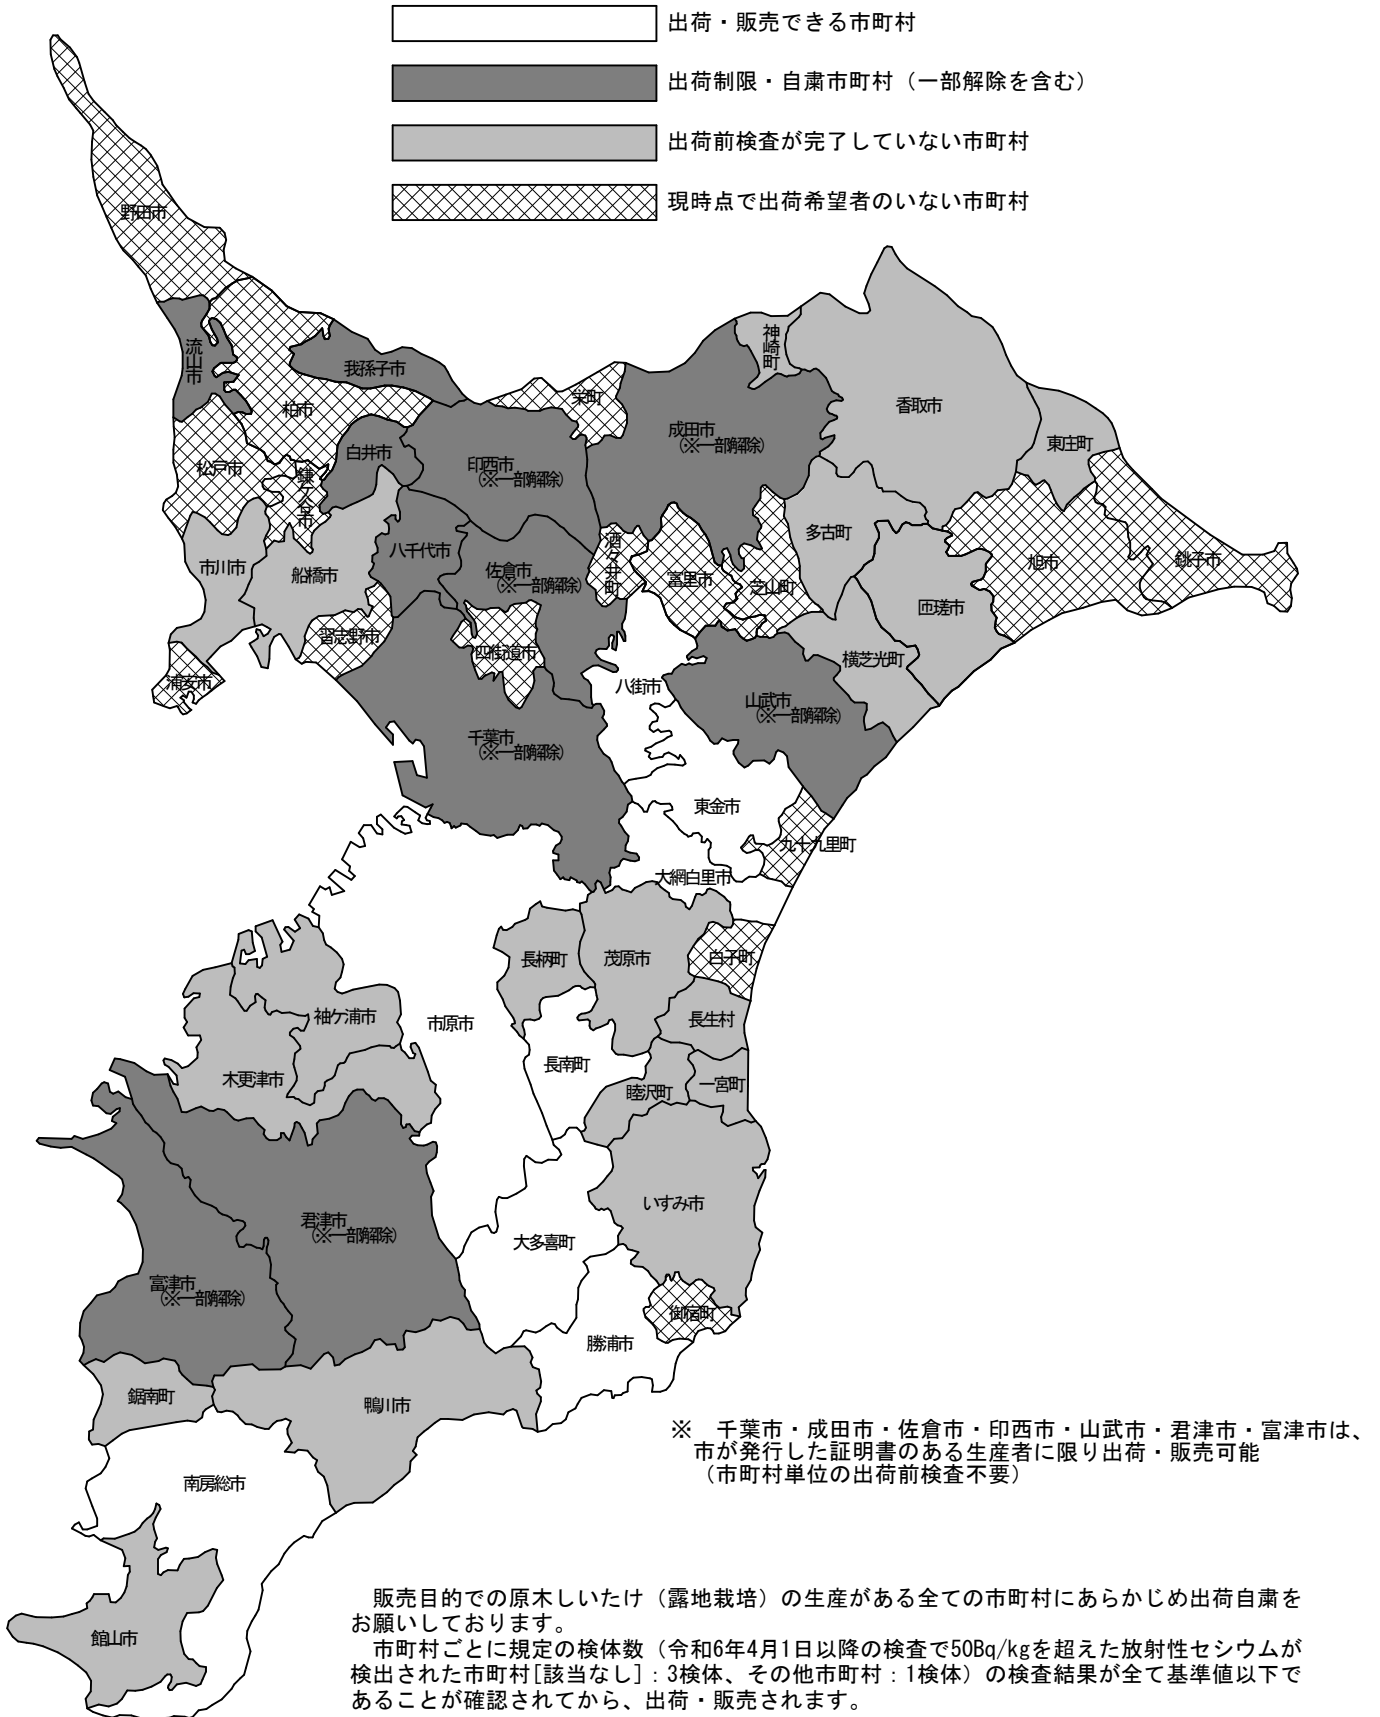 出荷・販売できる市町村
出荷制限・自粛市町村（一部解除を含む）
出荷前検査が完了していない市町村
現時点で出荷希望者のいない市町村
野田市
流山市
我孫子市
柏市
松戸市
鎌ケ谷市
白井市
印西市
（※一部解除）
栄町
成田市
（※一部解除）
神崎町
香取市
東庄町
銚子市
旭市
匝瑳市
多古町
横芝光町
芝山町
富里市
酒々井町
佐倉市
（※一部解除）
八千代市
船橋市
市川市
浦安市
習志野市
四街道市
千葉市
（※一部解除）
八街市
山武市
（※一部解除）
東金市
九十九里町
大網白里市
白子町
茂原市
長柄町
長生村
長南町
睦沢町
一宮町
市原市
袖ケ浦市
木更津市
君津市
（※一部解除）
富津市
（※一部解除）
いすみ市
大多喜町
御宿町
勝浦市
鴨川市
鋸南町
南房総市
館山市
※　千葉市・成田市・佐倉市・印西市・山武市・君津市・富津市は、
市が発行した証明書のある生産者に限り出荷・販売可能
（市町村単位の出荷前検査不要）
販売目的での原木しいたけ（露地栽培）の生産がある全ての市町村にあらかじめ出荷自粛を
お願いしております。
市町村ごとに規定の検体数（令和6年4月1日以降の検査で50Bq/kgを超えた放射性セシウムが
検出された市町村[該当なし]：3検体、その他市町村：1検体）の検査結果が全て基準値以下で
あることが確認されてから、出荷・販売されます。